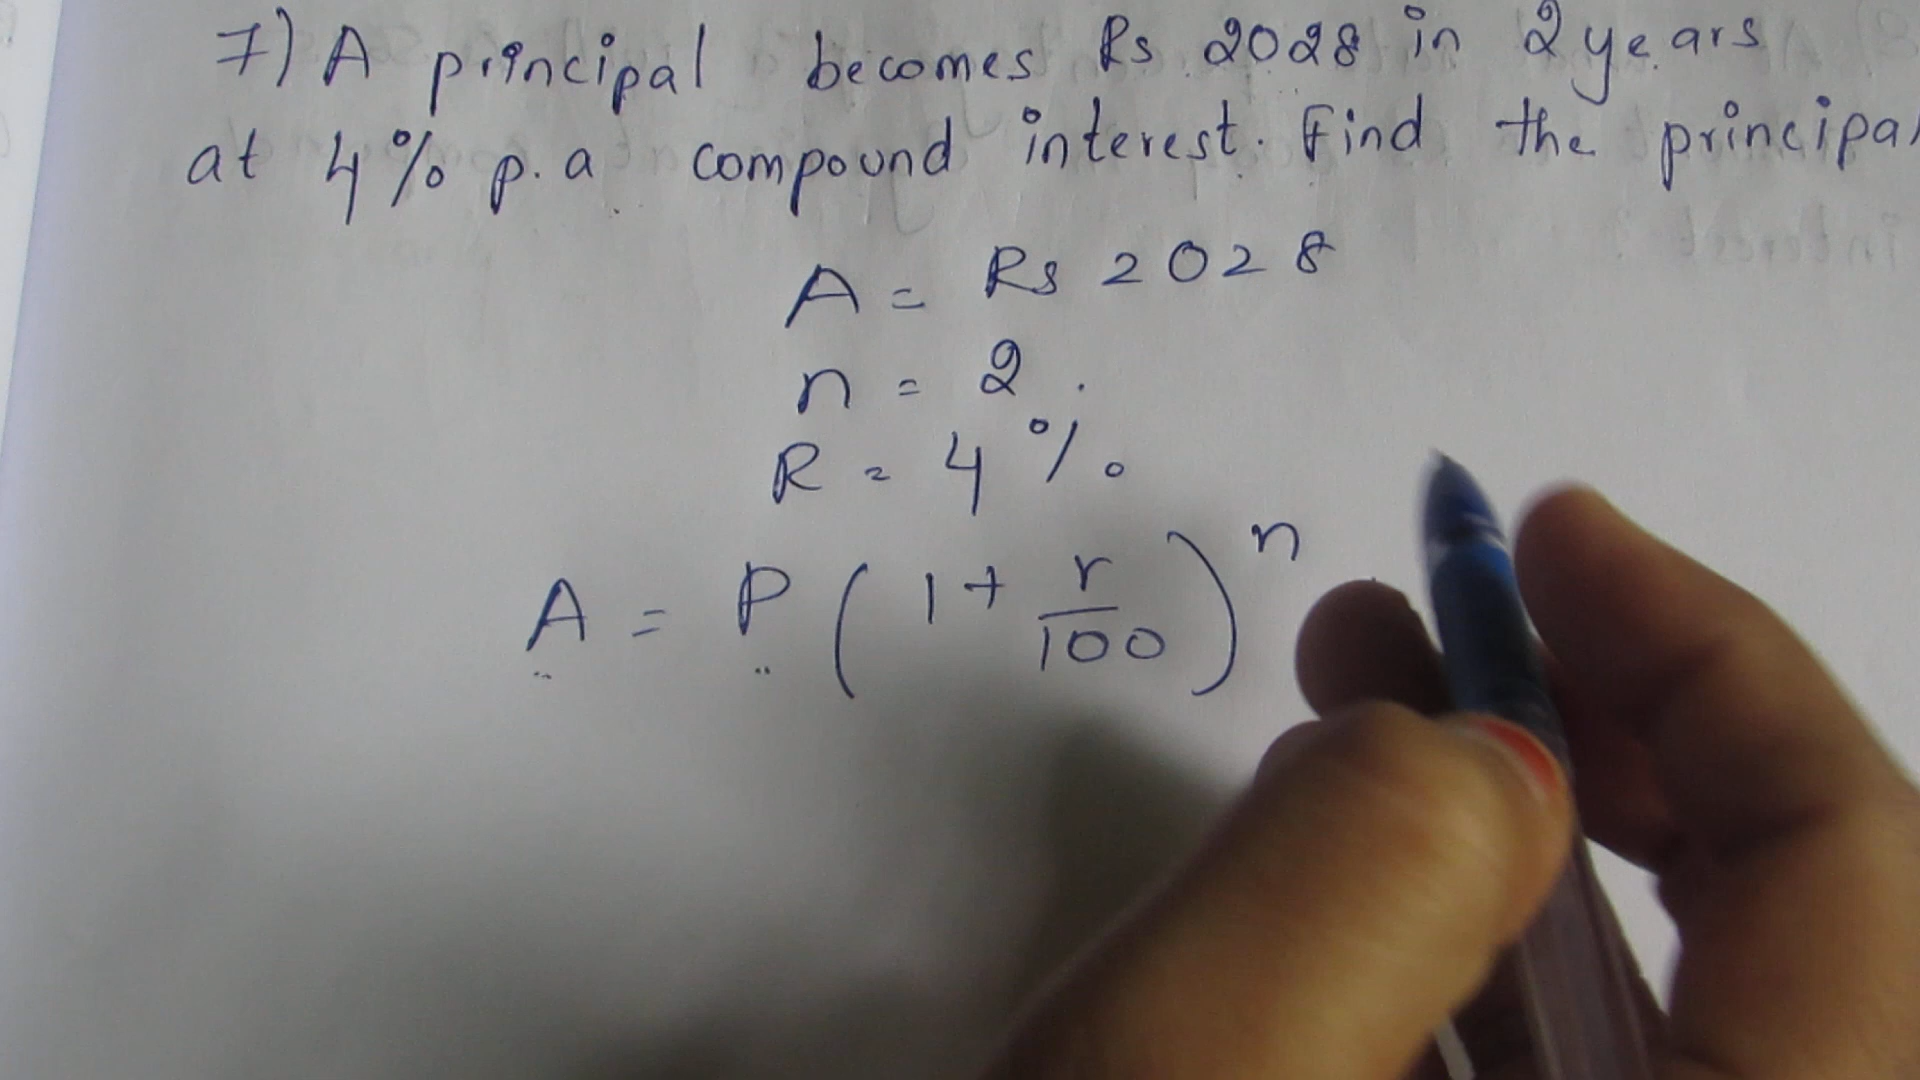 7) A principal becomes Rs 2028 in 2 years
at 4% p.a compound interest. Find the principal
A = Rs 2028
n = 2
R = 4%
A = P ( 1 + r/100 )^n